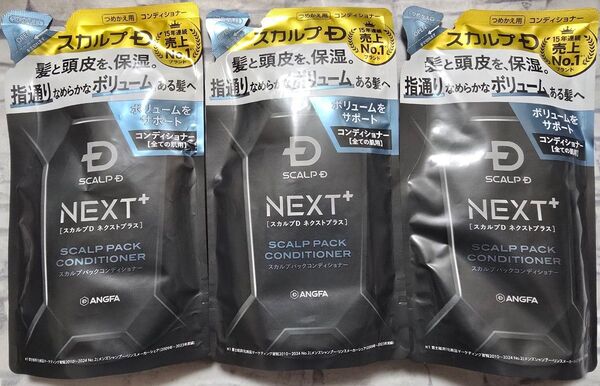 つめかえ用 コンディショナー
スカルプD
15年連続
売上
No.1
ブランド
髪と頭皮を、保湿。
指通りなめらかなボリュームある髪へ
ボリュームを
サポート
コンディショナー
[全ての肌用]
D
SCALP D
NEXT+
[スカルプD ネクストプラス]
SCALP PACK
CONDITIONER
スカルプパックコンディショナー
ANGFA
つめかえ用 コンディショナー
スカルプD
15年連続
売上
No.1
ブランド
髪と頭皮を、保湿。
指通りなめらかなボリュームある髪へ
ボリュームを
サポート
コンディショナー
[全ての肌用]
D
SCALP D
NEXT+
[スカルプD ネクストプラス]
SCALP PACK
CONDITIONER
スカルプパックコンディショナー
ANGFA
つめかえ用 コンディショナー
スカルプD
15年連続
売上
No.1
ブランド
髪と頭皮を、保湿。
指通りなめらかなボリュームある髪へ
ボリュームを
サポート
コンディショナー
[全ての肌用]
D
SCALP D
NEXT+
[スカルプD ネクストプラス]
SCALP PACK
CONDITIONER
スカルプパックコンディショナー
ANGFA